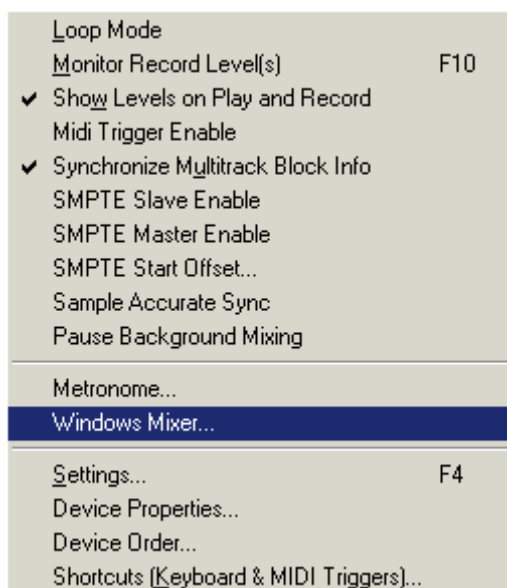 Loop Mode
Monitor Record Level(s) F10
✔ Show Levels on Play and Record
Midi Trigger Enable
✔ Synchronize Multitrack Block Info
SMPTE Slave Enable
SMPTE Master Enable
SMPTE Start Offset...
Sample Accurate Sync
Pause Background Mixing
Metronome...
Windows Mixer...
Settings... F4
Device Properties...
Device Order...
Shortcuts (Keyboard & MIDI Triggers)...